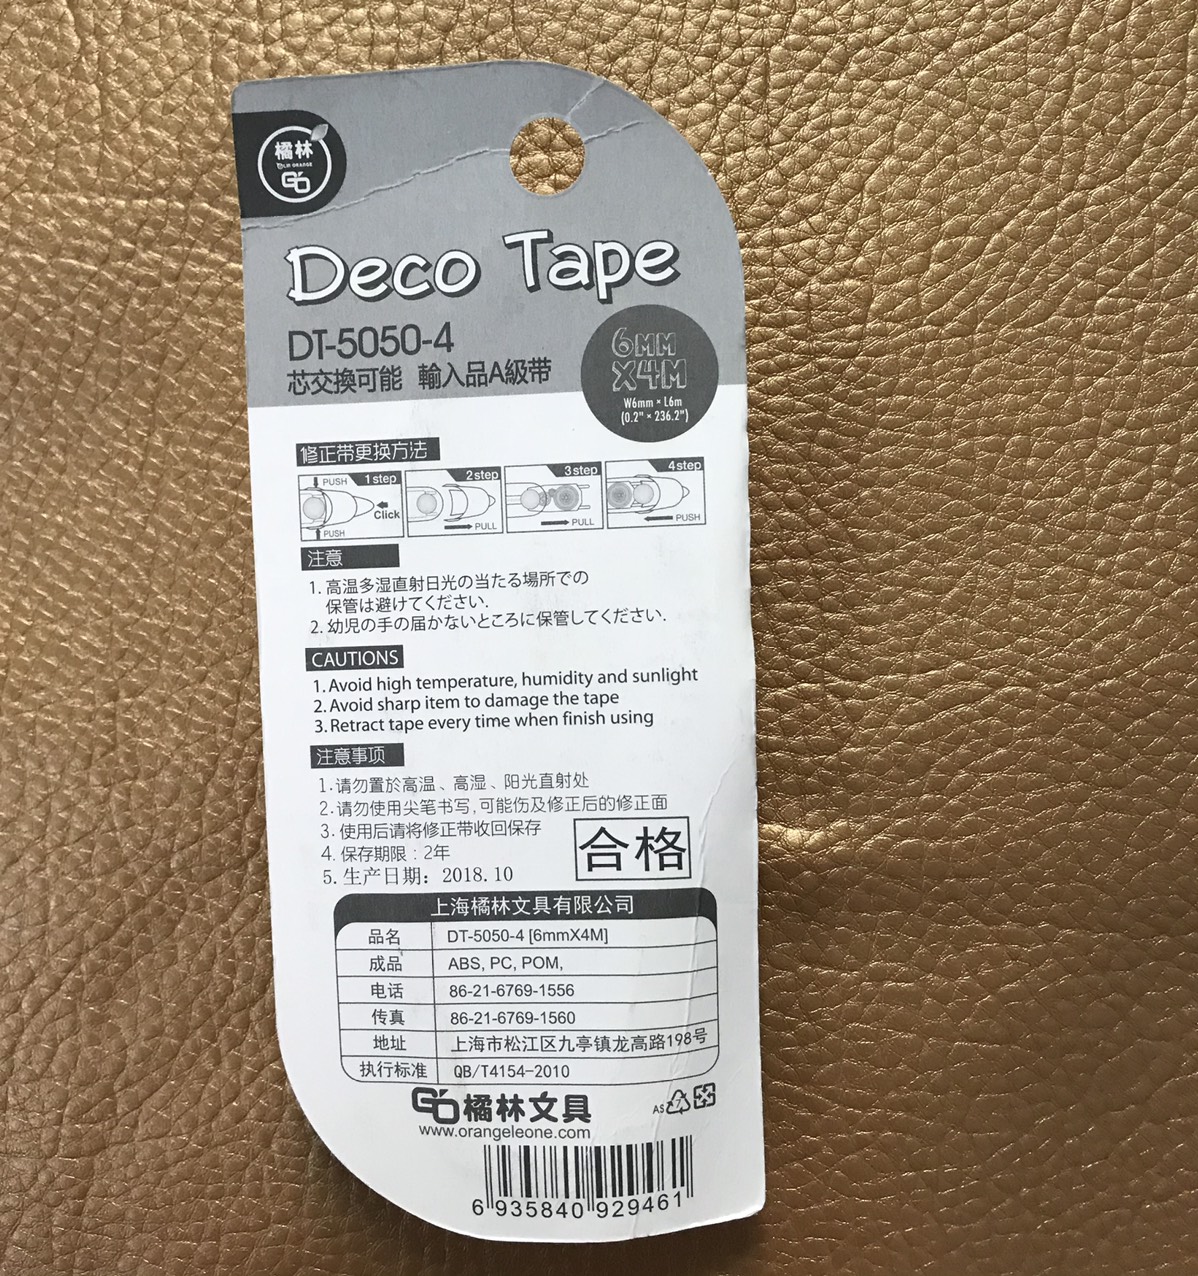 橘林
GO
Deco Tape
DT-5050-4
芯交換可能 輸入品A級带
6MM
X4M
W6mm × L6m
(0.2" × 236.2")
修正带更换方法
PUSH 1step
Click
PUSH
2step
PULL
3step
PULL
4step
PUSH
注意
1. 高温多湿直射日光の当たる場所での
保管は避けてください.
2. 幼児の手の届かないところに保管してください.
CAUTIONS
1. Avoid high temperature, humidity and sunlight
2. Avoid sharp item to damage the tape
3. Retract tape every time when finish using
注意事项
1.请勿置於高温、高湿、阳光直射处
2.请勿使用尖笔书写,可能伤及修正后的修正面
3. 使用后请将修正带收回保存
4. 保存期限:2年
5. 生产日期: 2018.10
合格
上海橘林文具有限公司
品名 DT-5050-4 [6mmX4M]
成品 ABS, PC, POM,
电话 86-21-6769-1556
传真 86-21-6769-1560
地址 上海市松江区九亭镇龙高路198号
执行标准 QB/T4154-2010
GO橘林文具
www.orangeleone.com
AS 7
6 935840 929461